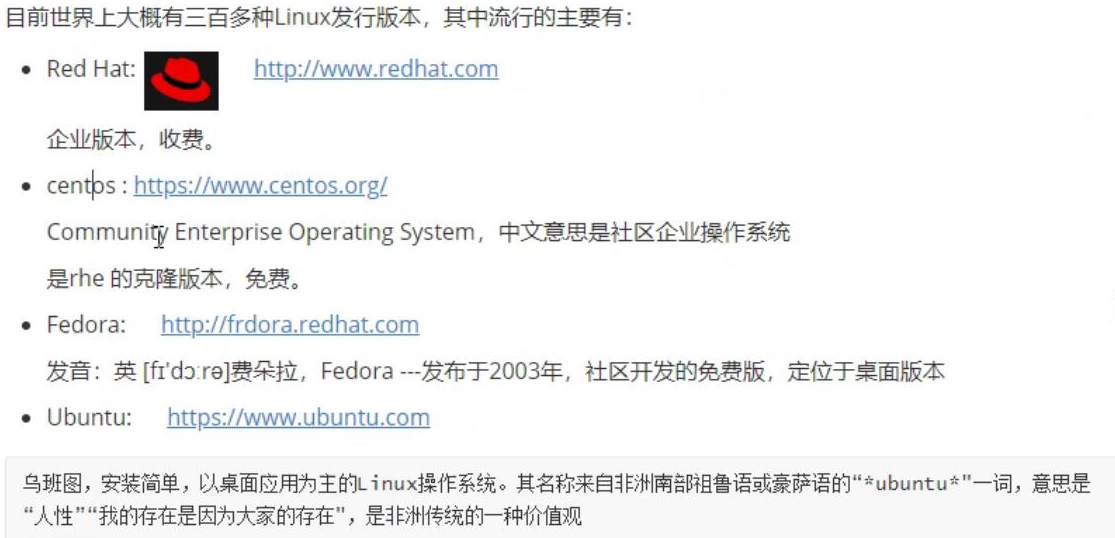 目前世界上大概有三百多种Linux发行版本，其中流行的主要有：
• Red Hat: http://www.redhat.com
企业版本，收费。
• centos : https://www.centos.org/
Community Enterprise Operating System，中文意思是社区企业操作系统
是rhe 的克隆版本，免费。
• Fedora: http://frdora.redhat.com
发音：英 [fɪ'dɔːrə]费朵拉，Fedora ---发布于2003年，社区开发的免费版，定位于桌面版本
• Ubuntu: https://www.ubuntu.com
乌班图，安装简单，以桌面应用为主的Linux操作系统。其名称来自非洲南部祖鲁语或豪萨语的“*ubuntu*"一词，意思是
“人性”“我的存在是因为大家的存在"，是非洲传统的一种价值观